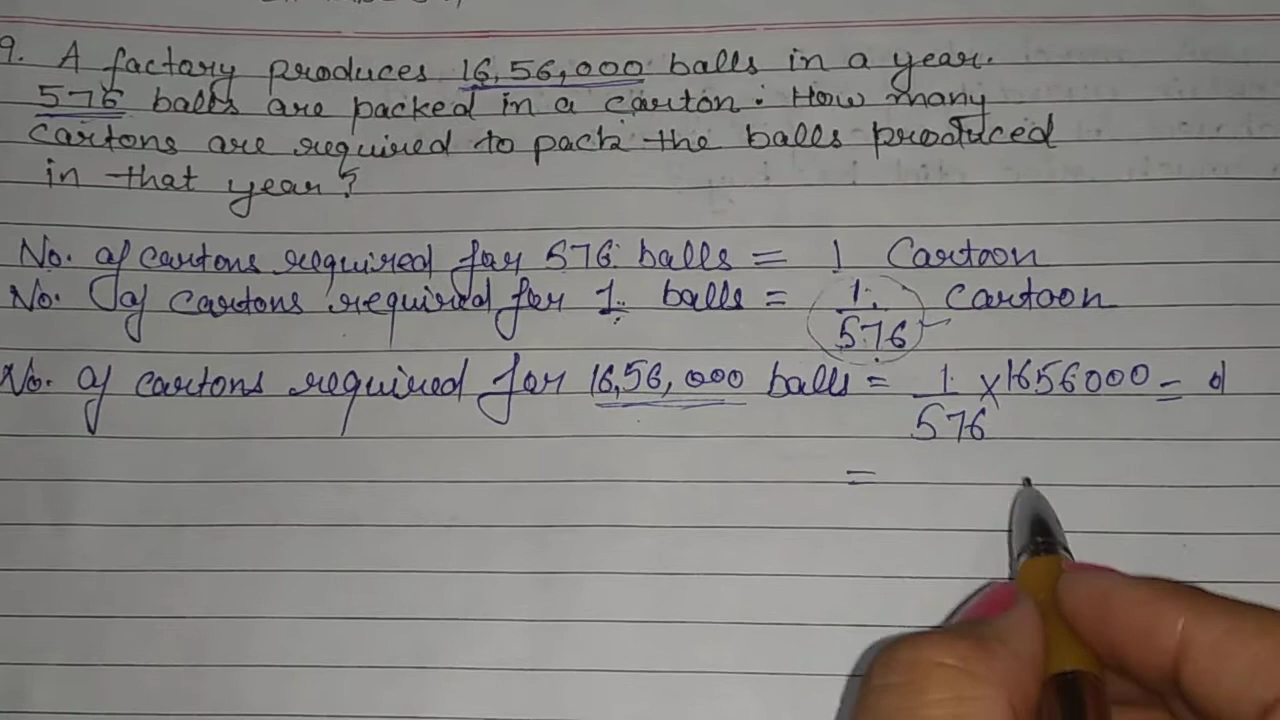 9. A factory produces 16,56,000 balls in a year.
576 balls are packed in a carton. How many
cartons are required to pack the balls produced
in that year?
No. of cartons required for 576 balls = 1 Cartoon
No. of cartons required for 1 balls = 1/576 Cartoon
No. of cartons required for 16,56,000 balls = 1/576 × 1656000 =
=